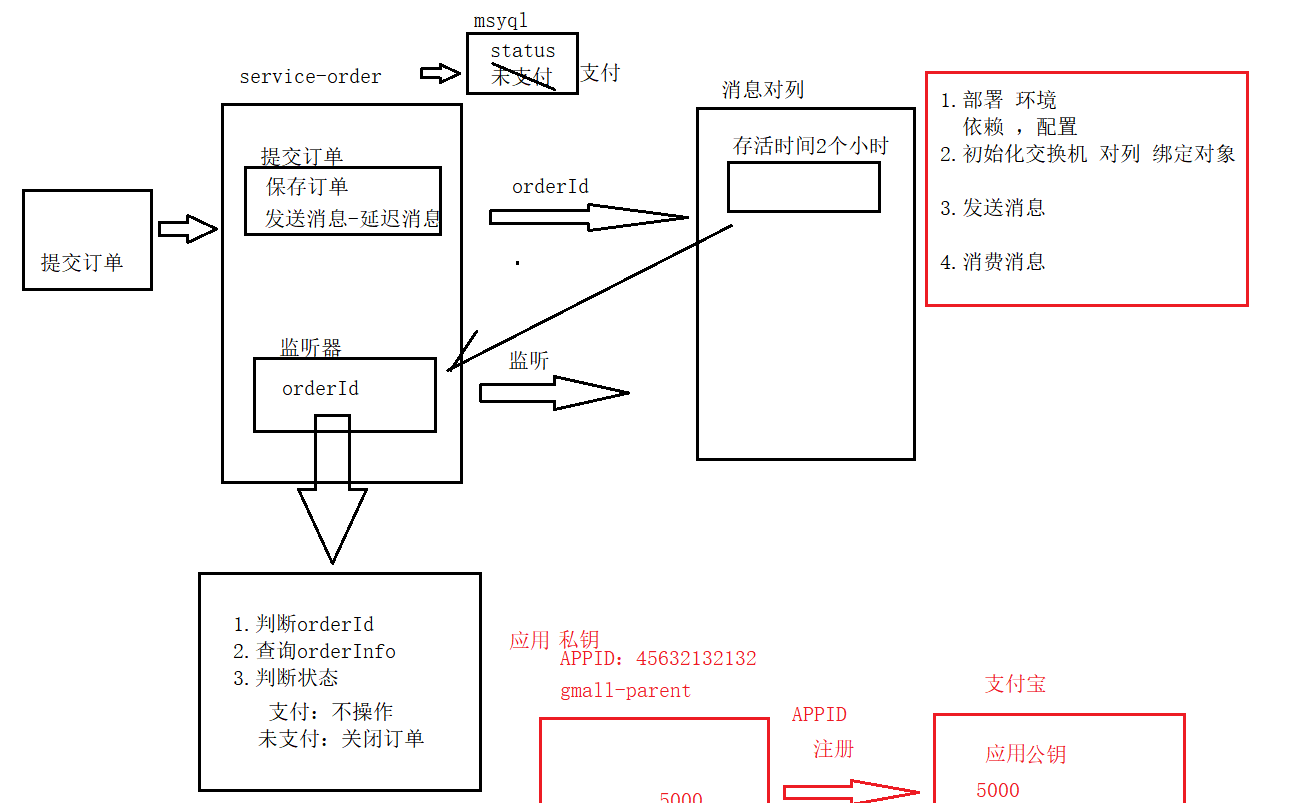 msyql
status
未支付
支付
service-order
消息对列
存活时间2个小时
1.部署 环境
依赖 ，配置
2.初始化交换机 对列 绑定对象
3.发送消息
4.消费消息
提交订单
保存订单
发送消息-延迟消息
orderId
提交订单
监听器
orderId
监听
1.判断orderId
2.查询orderInfo
3.判断状态
支付：不操作
未支付：关闭订单
应用 私钥
APPID：45632132132
gmall-parent
5000
APPID
注册
支付宝
应用公钥
5000